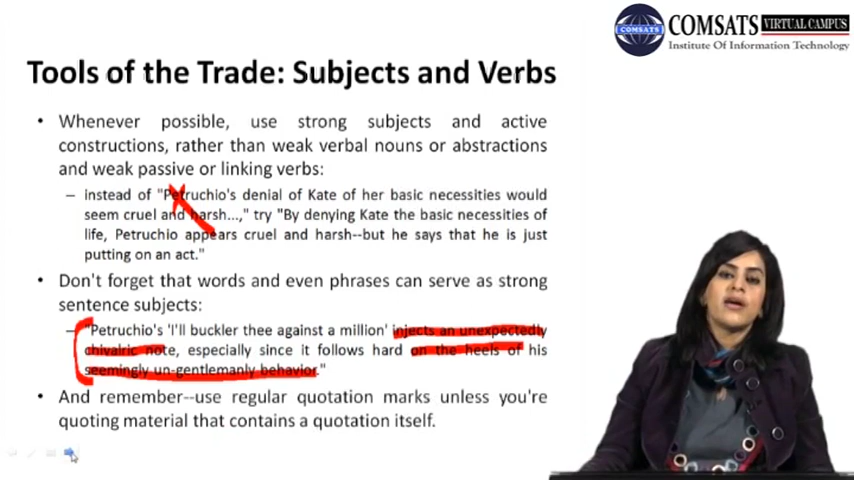 COMSATS VIRTUAL CAMPUS
Institute Of Information Technology
COMSATS
Tools of the Trade: Subjects and Verbs
• Whenever possible, use strong subjects and active
constructions, rather than weak verbal nouns or abstractions
and weak passive or linking verbs:
– instead of "Petruchio's denial of Kate of her basic necessities would
seem cruel and harsh...," try "By denying Kate the basic necessities of
life, Petruchio appears cruel and harsh--but he says that he is just
putting on an act."
• Don't forget that words and even phrases can serve as strong
sentence subjects:
– "Petruchio's 'I'll buckler thee against a million' injects an unexpectedly
chivalric note, especially since it follows hard on the heels of his
seemingly un-gentlemanly behavior."
• And remember--use regular quotation marks unless you're
quoting material that contains a quotation itself.